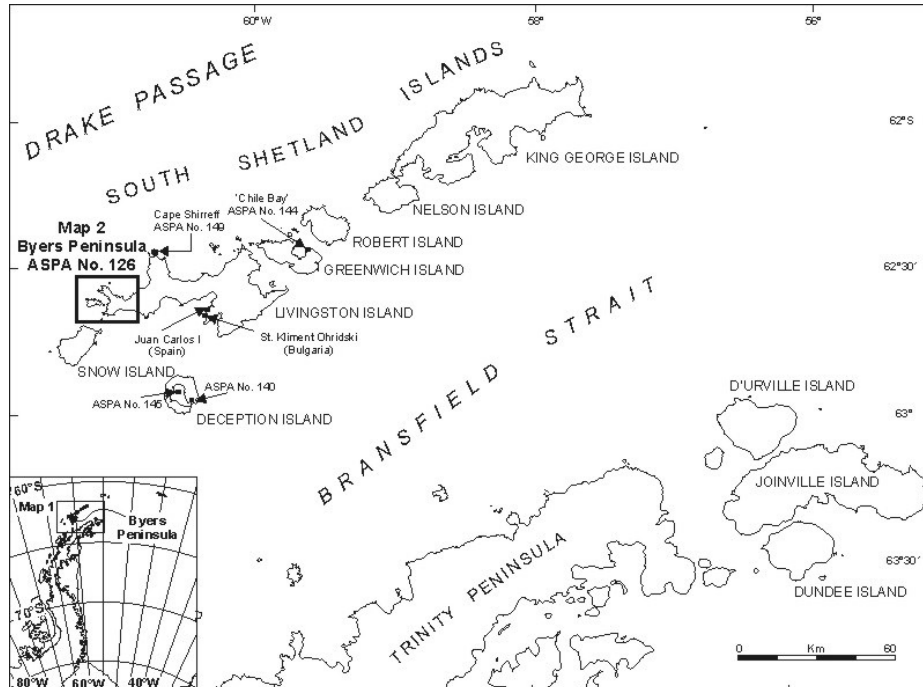 60°W
58°
56°
DRAKE PASSAGE
SOUTH SHETLAND ISLANDS
62°S
KING GEORGE ISLAND
NELSON ISLAND
'Chile Bay'
ASPA No. 144
Cape Shirreff
ASPA No. 149
ROBERT ISLAND
Map 2
Byers Peninsula
ASPA No. 126
GREENWICH ISLAND
62°30'
LIVINGSTON ISLAND
Juan Carlos I
(Spain)
St. Kliment Ohridski
(Bulgaria)
SNOW ISLAND
ASPA No. 140
ASPA No. 145
DECEPTION ISLAND
BRANSFIELD STRAIT
D'URVILLE ISLAND
63°
JOINVILLE ISLAND
63°30'
DUNDEE ISLAND
TRINITY PENINSULA
60°S
Map 1
Byers
Peninsula
70°S
80°W
60°W
40°W
0
Km
60